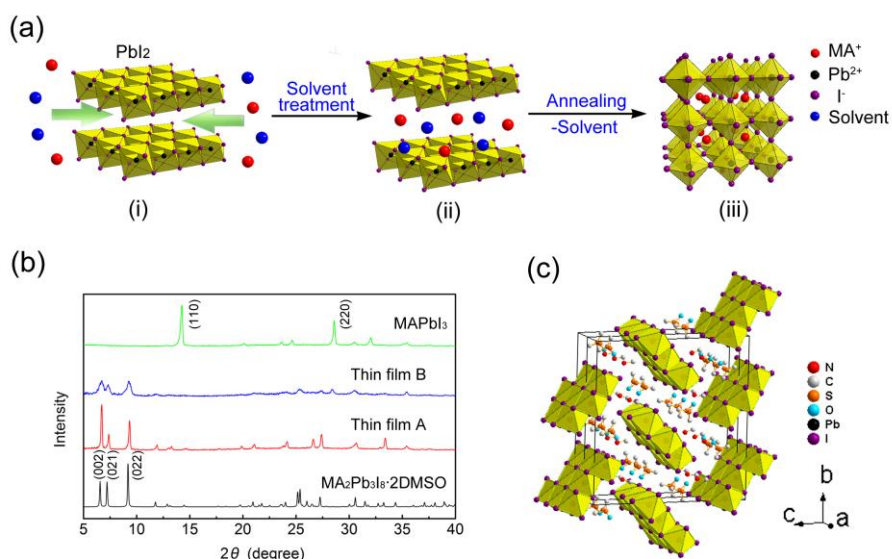 (a)
PbI₂
Solvent
treatment
Annealing
-Solvent
MA⁺
Pb²⁺
I⁻
Solvent
(i)
(ii)
(iii)
(b)
MAPbI₃
(110)
(220)
Thin film B
Thin film A
MA₂Pb₃I₈·2DMSO
(002)
(021)
(022)
Intensity
5 10 15 20 25 30 35 40
2θ (degree)
(c)
N
C
S
O
Pb
I
b
c
a